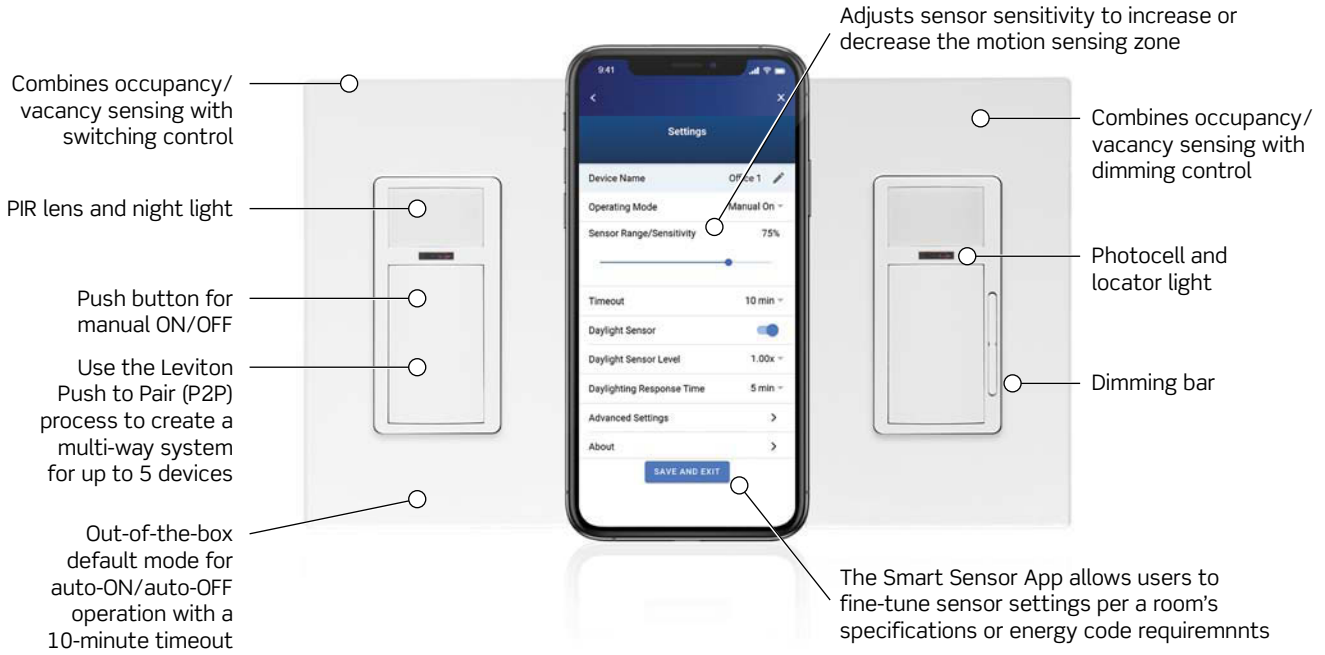 Adjusts sensor sensitivity to increase or
decrease the motion sensing zone
Combines occupancy/
vacancy sensing with
switching control
PIR lens and night light
Push button for
manual ON/OFF
Use the Leviton
Push to Pair (P2P)
process to create a
multi-way system
for up to 5 devices
Out-of-the-box
default mode for
auto-ON/auto-OFF
operation with a
10-minute timeout
9:41
Settings
Device Name Office 1
Operating Mode Manual On
Sensor Range/Sensitivity 75%
Timeout 10 min
Daylight Sensor
Daylight Sensor Level 1.00x
Daylighting Response Time 5 min
Advanced Settings
About
SAVE AND EXIT
Combines occupancy/
vacancy sensing with
dimming control
Photocell and
locator light
Dimming bar
The Smart Sensor App allows users to
fine-tune sensor settings per a room's
specifications or energy code requiremnnts